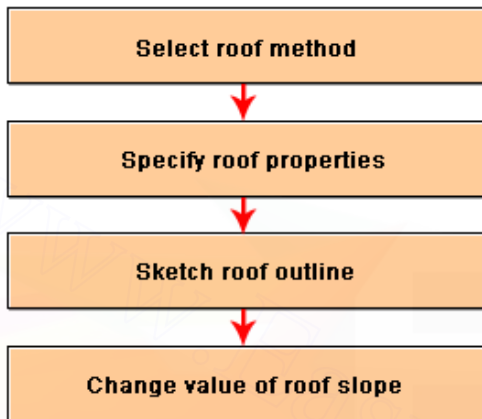 Select roof method
Specify roof properties
Sketch roof outline
Change value of roof slope